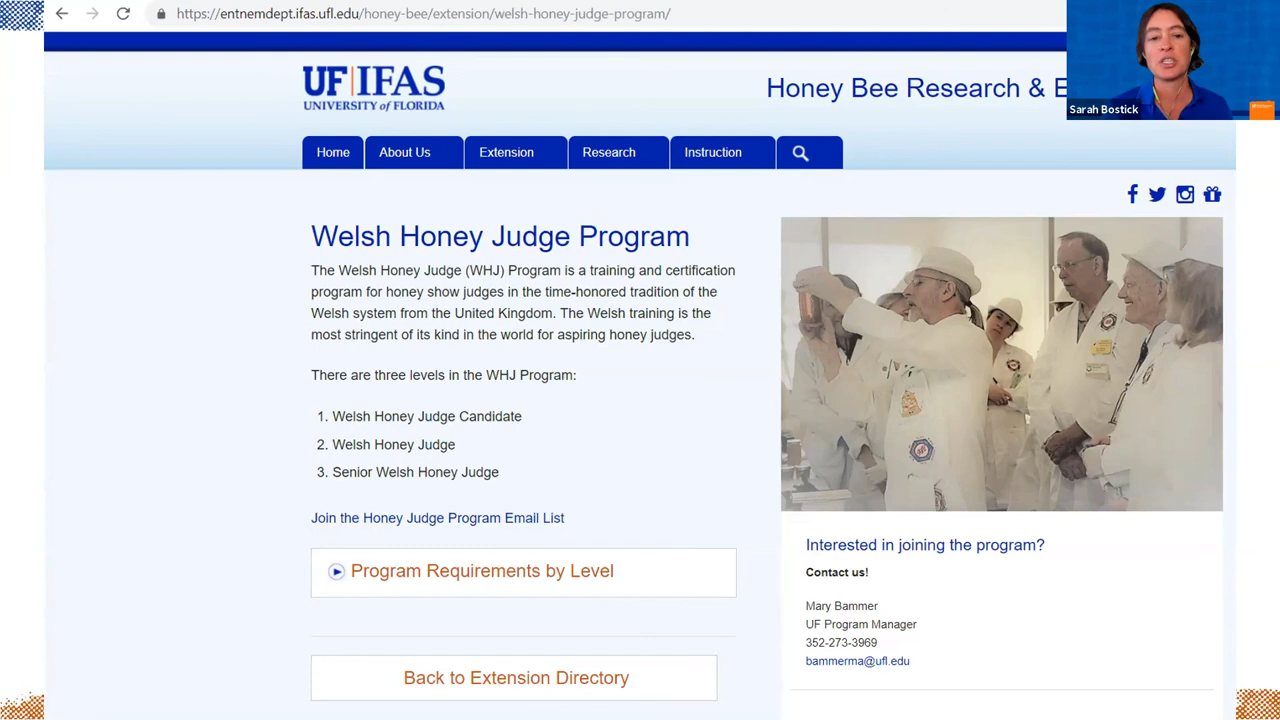 https://entnemdept.ifas.ufl.edu/honey-bee/extension/welsh-honey-judge-program/
Sarah Bostick
UF|IFAS
UNIVERSITY of FLORIDA
Honey Bee Research & E
Home
About Us
Extension
Research
Instruction
Welsh Honey Judge Program
The Welsh Honey Judge (WHJ) Program is a training and certification
program for honey show judges in the time-honored tradition of the
Welsh system from the United Kingdom. The Welsh training is the
most stringent of its kind in the world for aspiring honey judges.
There are three levels in the WHJ Program:
1. Welsh Honey Judge Candidate
2. Welsh Honey Judge
3. Senior Welsh Honey Judge
Join the Honey Judge Program Email List
Program Requirements by Level
Back to Extension Directory
Interested in joining the program?
Contact us!
Mary Bammer
UF Program Manager
352-273-3969
bammerma@ufl.edu